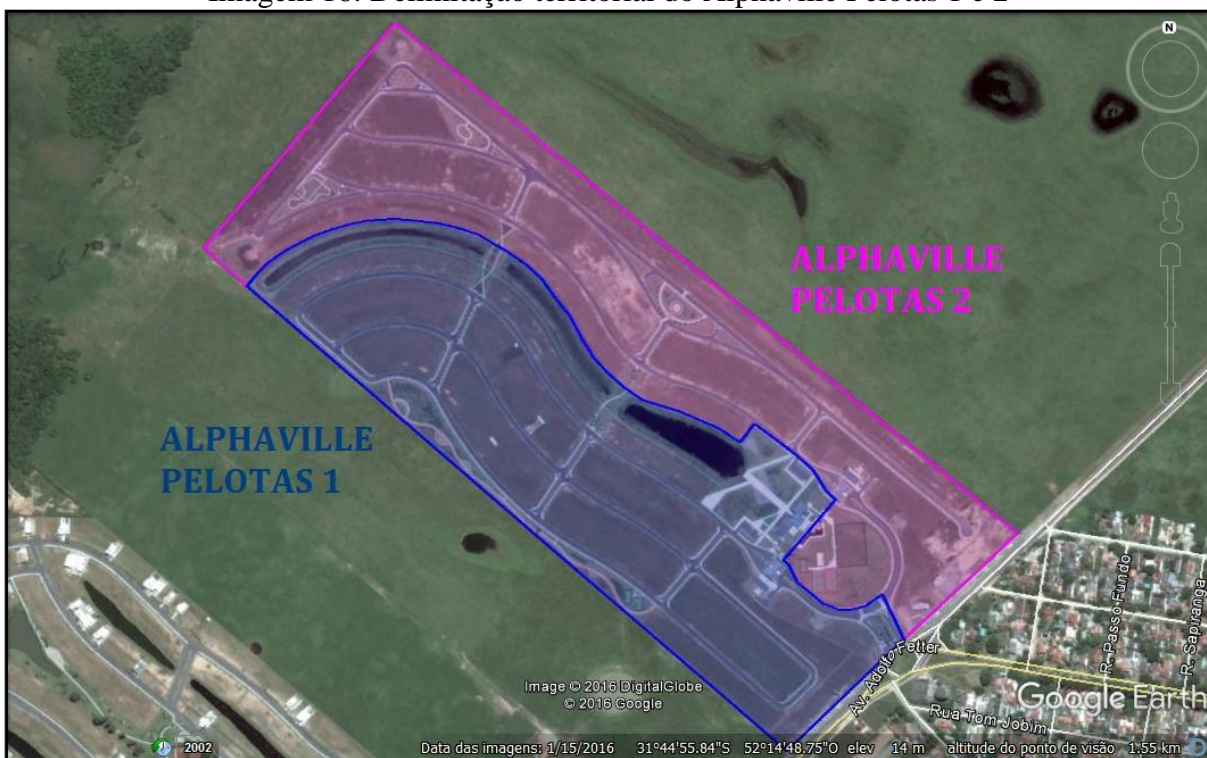 Imagem 16: Delimitação territorial do Alphaville Pelotas 1 e 2
N
ALPHAVILLE
PELOTAS 2
ALPHAVILLE
PELOTAS 1
R. Passo Fundo
R. Sapiranga
Av. Adolfo Fetter
Rua Tom Jobim
Image © 2016 DigitalGlobe
© 2016 Google
Google Earth
2002
Data das imagens: 1/15/2016 31°44'55.84"S 52°14'48.75"O elev 14 m altitude do ponto de visão 1.55 km